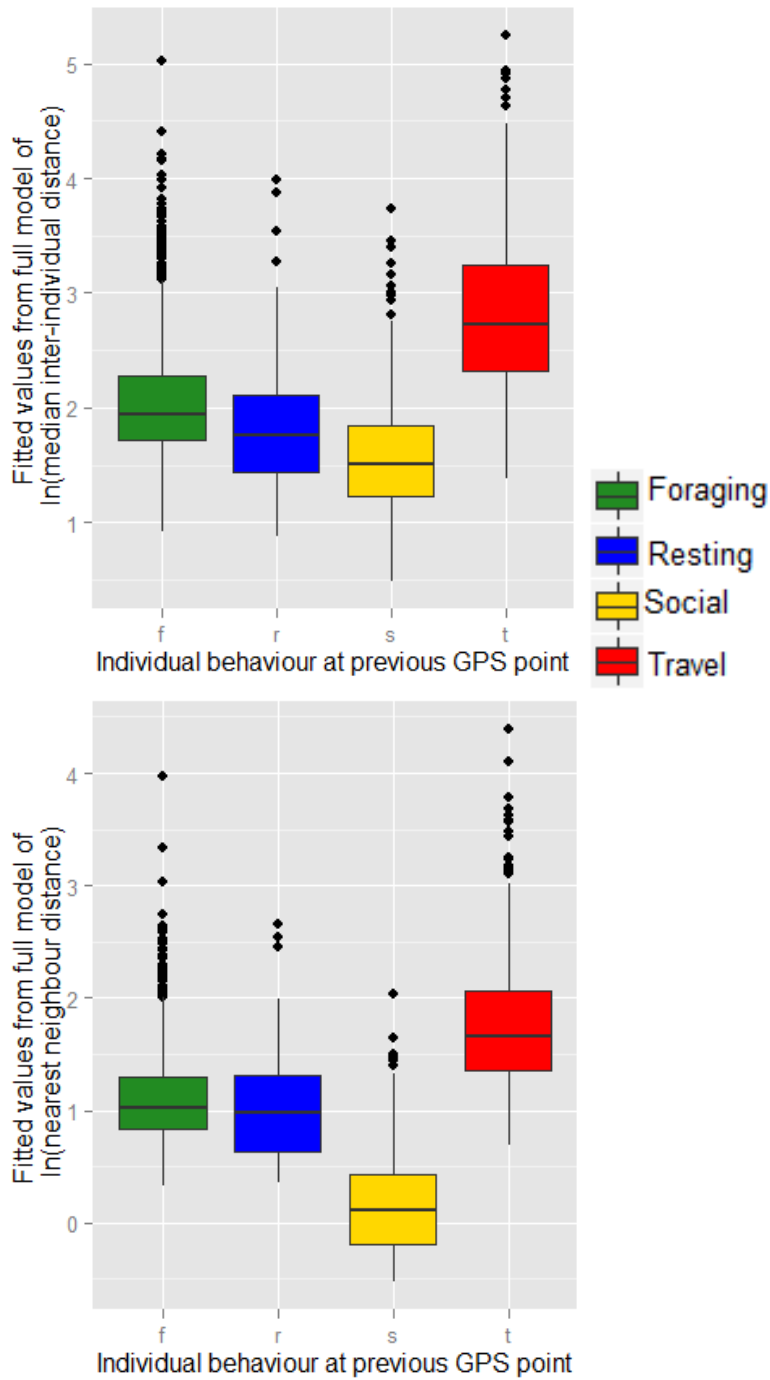 Fitted values from full model of
ln(median inter-individual distance)
5
4
3
2
1
f r s t
Individual behaviour at previous GPS point
Foraging
Resting
Social
Travel
Fitted values from full model of
ln(nearest neighbour distance)
4
3
2
1
0
f r s t
Individual behaviour at previous GPS point